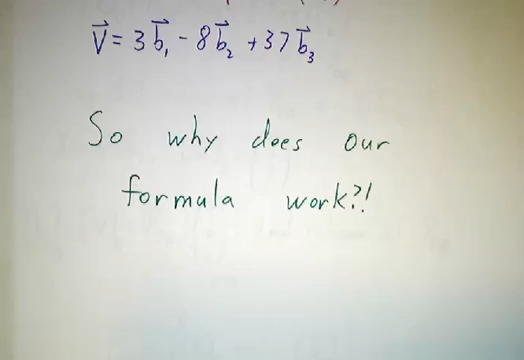 V⃗ = 3b⃗₁ - 8b⃗₂ + 37b⃗₃
So why does our
formula work?!